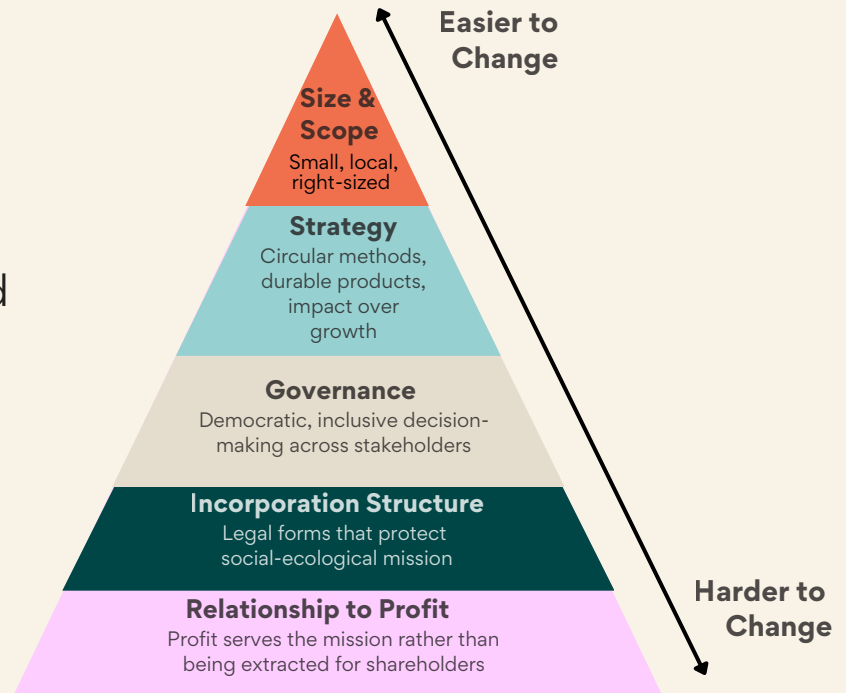 Easier to
Change
Size &
Scope
Small, local,
right-sized
Strategy
Circular methods,
durable products,
impact over
growth
d
Governance
Democratic, inclusive decision-
making across stakeholders
Incorporation Structure
Legal forms that protect
social-ecological mission
Harder to
Change
Relationship to Profit
Profit serves the mission rather than
being extracted for shareholders